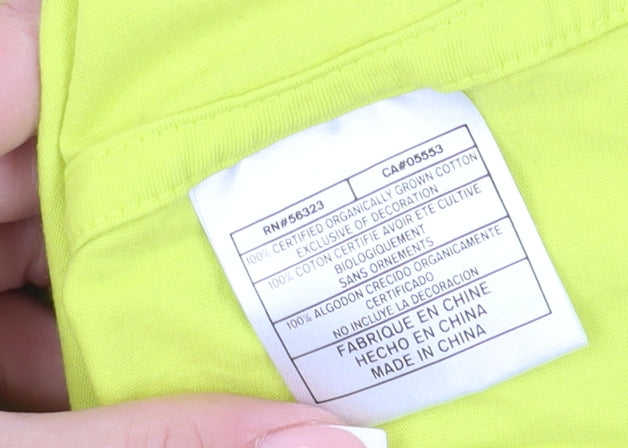 RN#56323 CA#05553
100% CERTIFIED ORGANICALLY GROWN COTTON
EXCLUSIVE OF DECORATION
100% COTON CERTIFIE AVOIR ETE CULTIVE
BIOLOGIQUEMENT
SANS ORNEMENTS
100% ALGODON CRECIDO ORGANICAMENTE
CERTIFICADO
NO INCLUYE LA DECORACION
FABRIQUE EN CHINE
HECHO EN CHINA
MADE IN CHINA